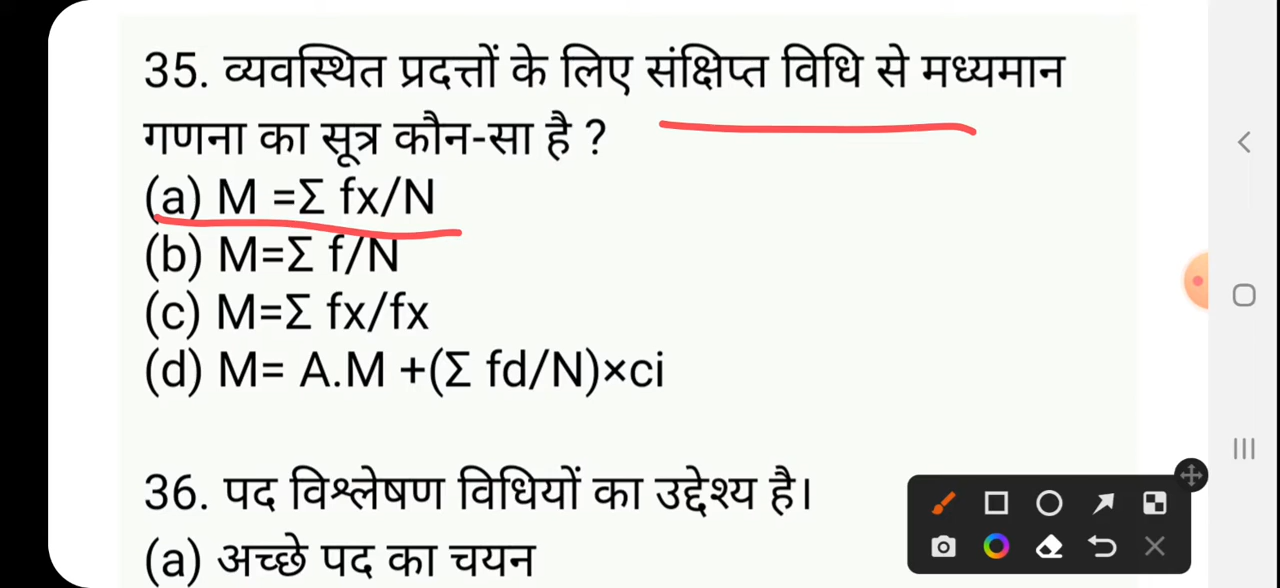 35. व्यवस्थित प्रदत्तों के लिए संक्षिप्त विधि से मध्यमान
गणना का सूत्र कौन-सा है ?
(a) M =Σ fx/N
(b) M=Σ f/N
(c) M=Σ fx/fx
(d) M= A.M +(Σ fd/N)×ci
36. पद विश्लेषण विधियों का उद्देश्य है।
(a) अच्छे पद का चयन